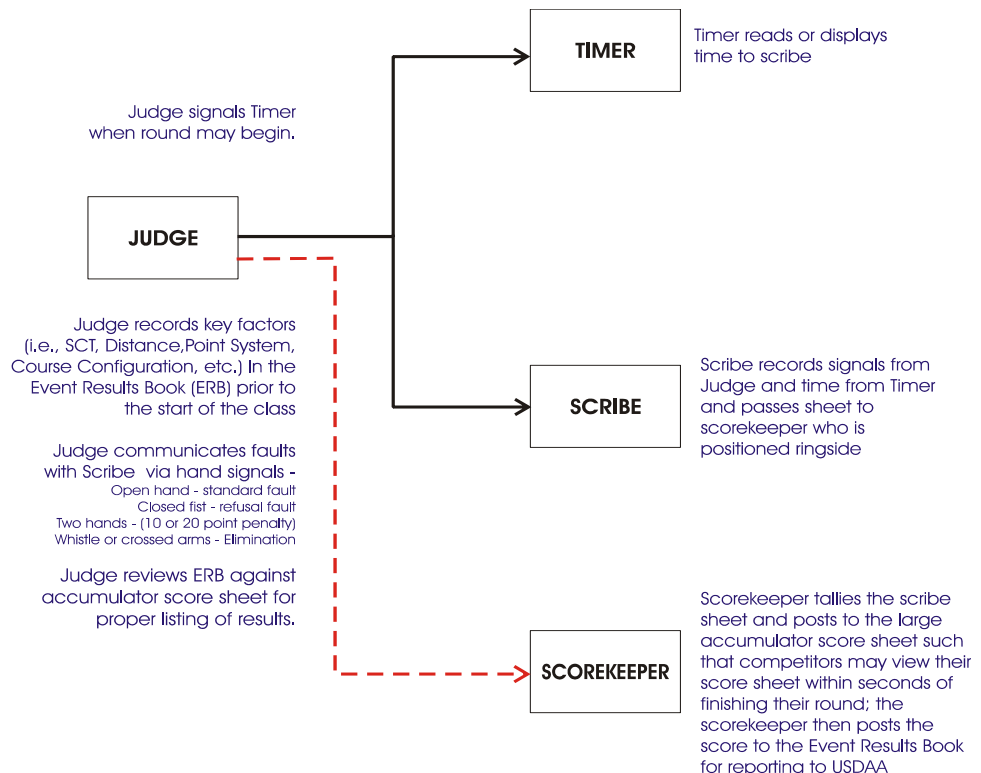 TIMER
Timer reads or displays
time to scribe
Judge signals Timer
when round may begin.
JUDGE
Judge records key factors
(i.e., SCT, Distance,Point System,
Course Configuration, etc.) In the
Event Results Book (ERB) prior to
the start of the class
Judge communicates faults
with Scribe via hand signals -
Open hand - standard fault
Closed fist - refusal fault
Two hands - (10 or 20 point penalty)
Whistle or crossed arms - Elimination
Judge reviews ERB against
accumulator score sheet for
proper listing of results.
SCRIBE
Scribe records signals from
Judge and time from Timer
and passes sheet to
scorekeeper who is
positioned ringside
SCOREKEEPER
Scorekeeper tallies the scribe
sheet and posts to the large
accumulator score sheet such
that competitors may view their
score sheet within seconds of
finishing their round; the
scorekeeper then posts the
score to the Event Results Book
for reporting to USDAA